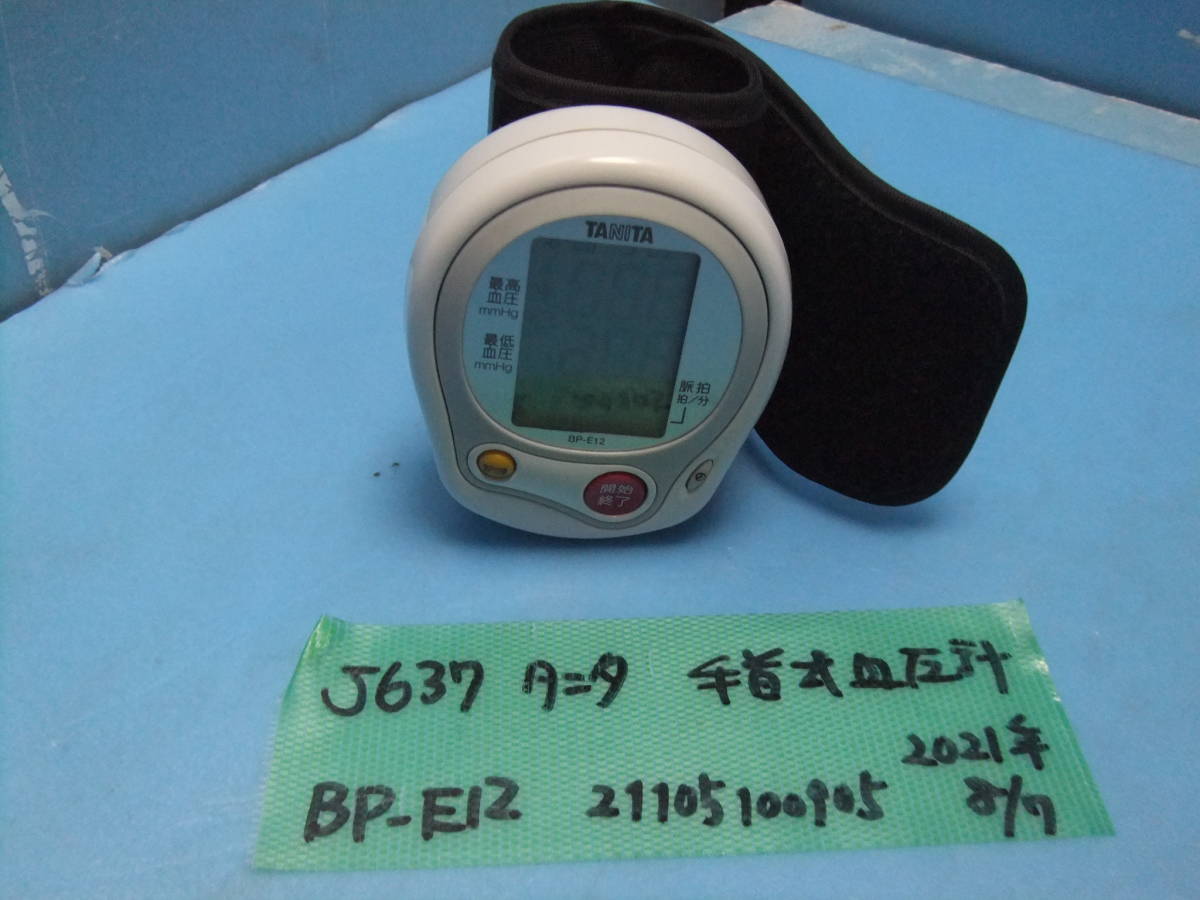 TANITA
最高
血圧
mmHg
最低
血圧
mmHg
脈拍
拍/分
BP-E12
開始
終了
J637 タニタ 手首式血圧計
2021年
BP-E12 21105100905 8/7